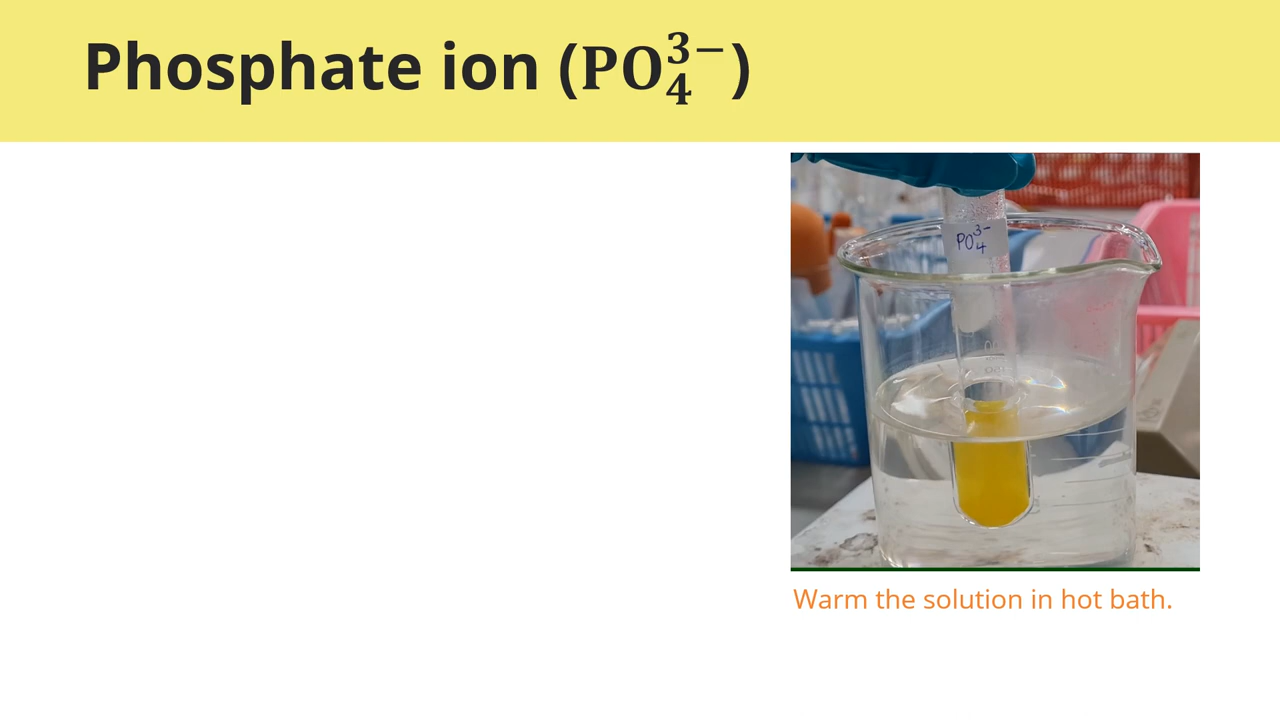 Phosphate ion (PO₄³⁻)
PO₄³⁻
Warm the solution in hot bath.